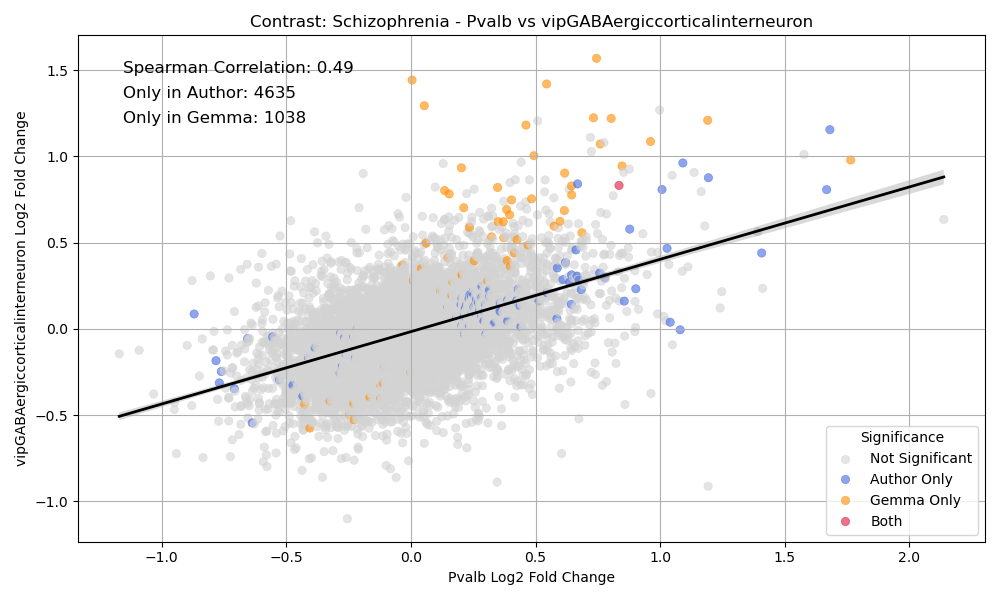 Contrast: Schizophrenia - Pvalb vs vipGABAergiccorticalinterneuron
Spearman Correlation: 0.49
Only in Author: 4635
Only in Gemma: 1038
vipGABAergiccorticalinterneuron Log2 Fold Change
1.5
1.0
0.5
0.0
−0.5
−1.0
Significance
Not Significant
Author Only
Gemma Only
Both
−1.0 −0.5 0.0 0.5 1.0 1.5 2.0
Pvalb Log2 Fold Change